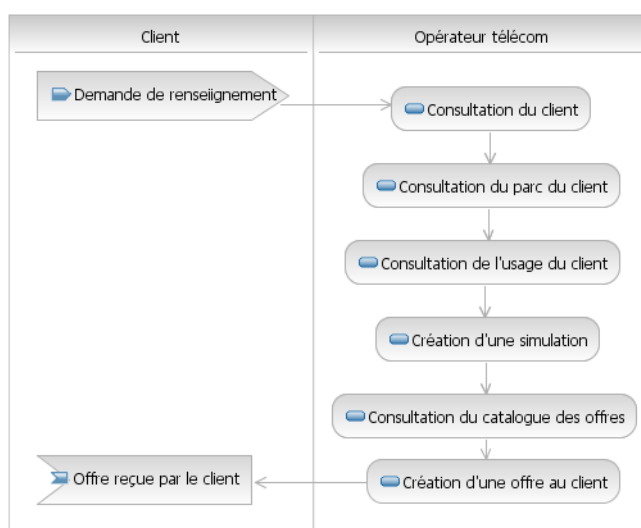 Client
Opérateur télécom
Demande de renseiignement
Consultation du client
Consultation du parc du client
Consultation de l'usage du client
Création d'une simulation
Consultation du catalogue des offres
Offre reçue par le client
Création d'une offre au client